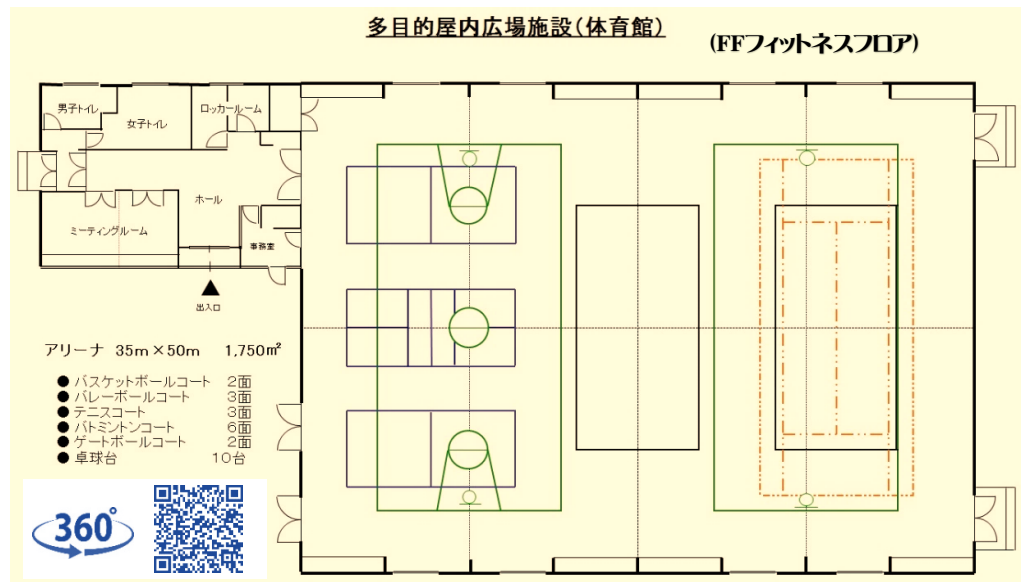 多目的屋内広場施設(体育館)
(FFフィットネスフロア)
男子トイレ
女子トイレ
ロッカールーム
ホール
ミーティングルーム
事務室
出入口
アリーナ 35m×50m 1,750㎡
● バスケットボールコート 2面
● バレーボールコート 3面
● テニスコート 3面
● バトミントンコート 6面
● ゲートボールコート 2面
● 卓球台 10台
360°